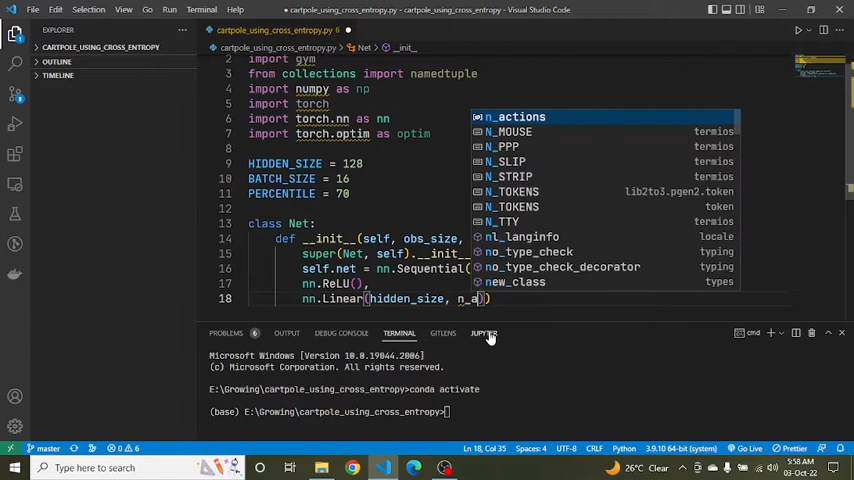 File Edit Selection View Go Run Terminal Help cartpole_using_cross_entropy.py - cartpole_using_cross_entropy - Visual Studio Code
EXPLORER
cartpole_using_cross_entropy.py 6
CARTPOLE_USING_CROSS_ENTROPY
OUTLINE
TIMELINE
cartpole_using_cross_entropy.py > Net > __init__
2 import gym
3 from collections import namedtuple
4 import numpy as np
5 import torch
6 import torch.nn as nn
7 import torch.optim as optim
8
9 HIDDEN_SIZE = 128
10 BATCH_SIZE = 16
11 PERCENTILE = 70
12
13 class Net:
14 def __init__(self, obs_size,
15 super(Net, self).__init__
16 self.net = nn.Sequential(
17 nn.ReLU(),
18 nn.Linear(hidden_size, n_a))
n_actions
N_MOUSE termios
N_PPP termios
N_SLIP termios
N_STRIP termios
N_TOKENS lib2to3.pgen2.token
N_TOKENS token
N_TTY termios
nl_langinfo locale
no_type_check typing
no_type_check_decorator typing
new_class types
PROBLEMS 6 OUTPUT DEBUG CONSOLE TERMINAL GITLENS JUPYTER cmd
Microsoft Windows [Version 10.0.19044.2006]
(c) Microsoft Corporation. All rights reserved.
E:\Growing\cartpole_using_cross_entropy>conda activate
(base) E:\Growing\cartpole_using_cross_entropy>
master 0 6 Ln 18, Col 35 Spaces: 4 UTF-8 CRLF Python 3.9.10 64-bit Go Live Prettier
Type here to search
26°C Clear
5:58 AM
03-Oct-22